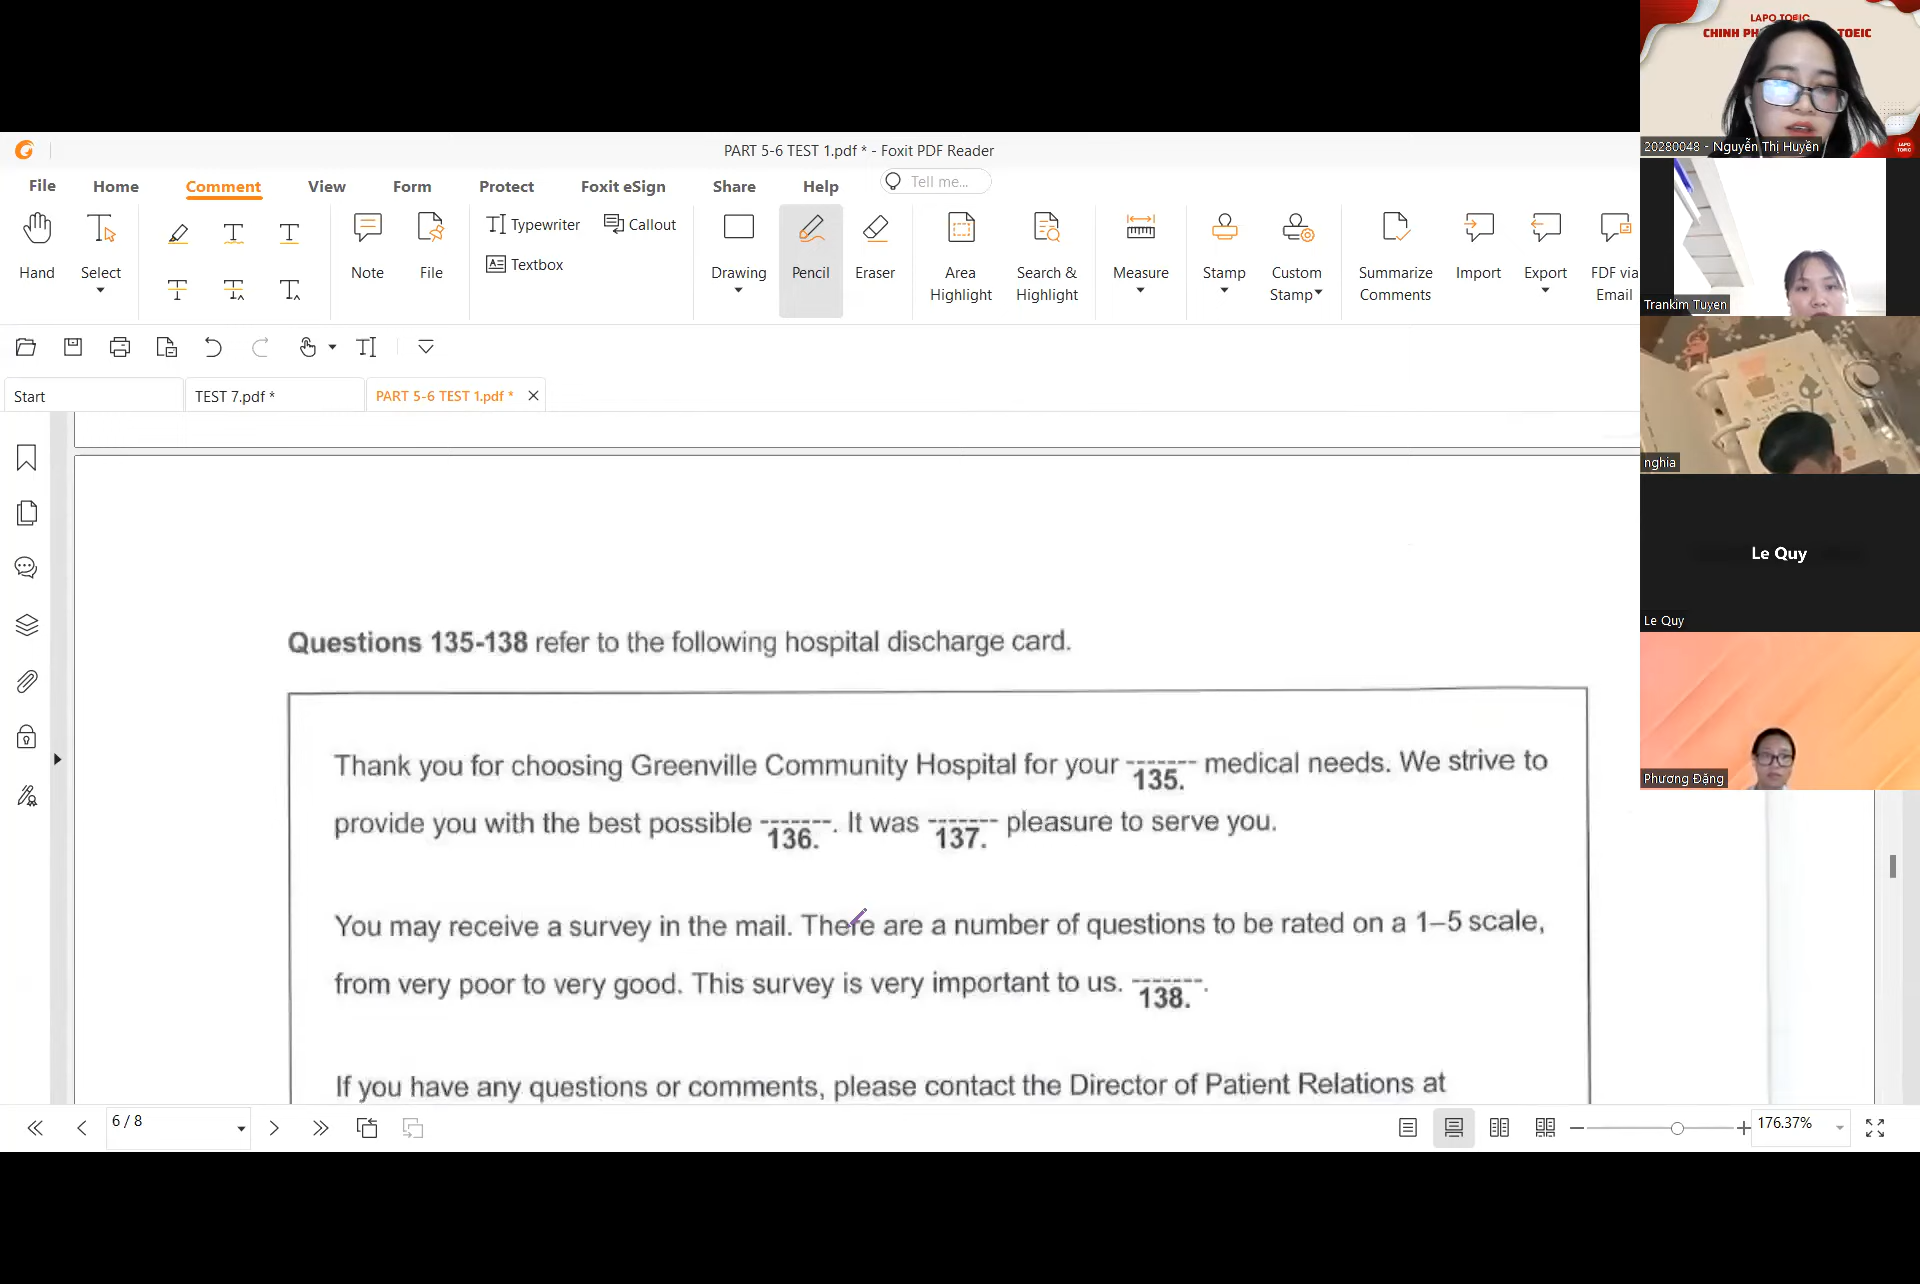 LAPO TOEIC
CHINH PH TOEIC
20280048 - Nguyễn Thị Huyền
PART 5-6 TEST 1.pdf * - Foxit PDF Reader
File Home Comment View Form Protect Foxit eSign Share Help Tell me...
Hand Select Note File Typewriter Callout Textbox Drawing Pencil Eraser Area Highlight Search & Highlight Measure Stamp Custom Stamp Summarize Comments Import Export FDF via Email
Trankim Tuyen
Start TEST 7.pdf * PART 5-6 TEST 1.pdf *
nghia
Le Quy
Le Quy
Phương Đặng
Questions 135-138 refer to the following hospital discharge card.
Thank you for choosing Greenville Community Hospital for your ------- medical needs. We strive to
135.
provide you with the best possible -------. It was ------- pleasure to serve you.
136. 137.
You may receive a survey in the mail. There are a number of questions to be rated on a 1–5 scale,
from very poor to very good. This survey is very important to us. -------.
138.
If you have any questions or comments, please contact the Director of Patient Relations at
6 / 8 176.37%